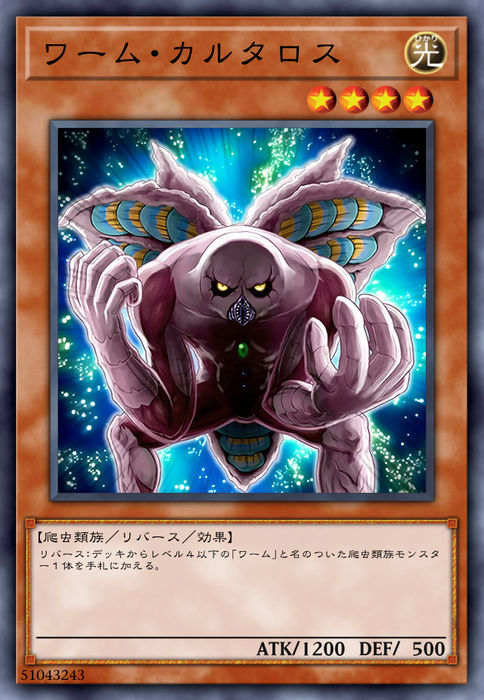 ワーム・カルタロス
ひかり
光
【爬虫類族／リバース／効果】
リバース：デッキからレベル４以下の「ワーム」と名のついた爬虫類族モンスタ
ー１体を手札に加える。
ATK/1200 DEF/ 500
51043243